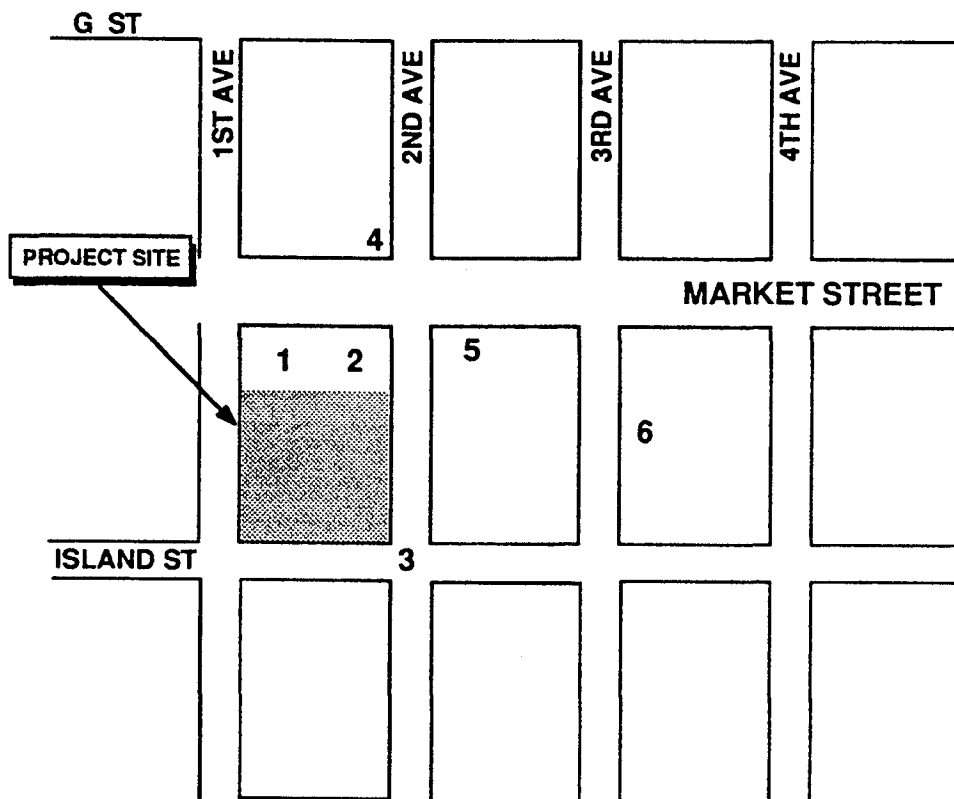 G ST
1ST AVE
2ND AVE
3RD AVE
4TH AVE
4
PROJECT SITE
MARKET STREET
1 2
5
6
ISLAND ST
3